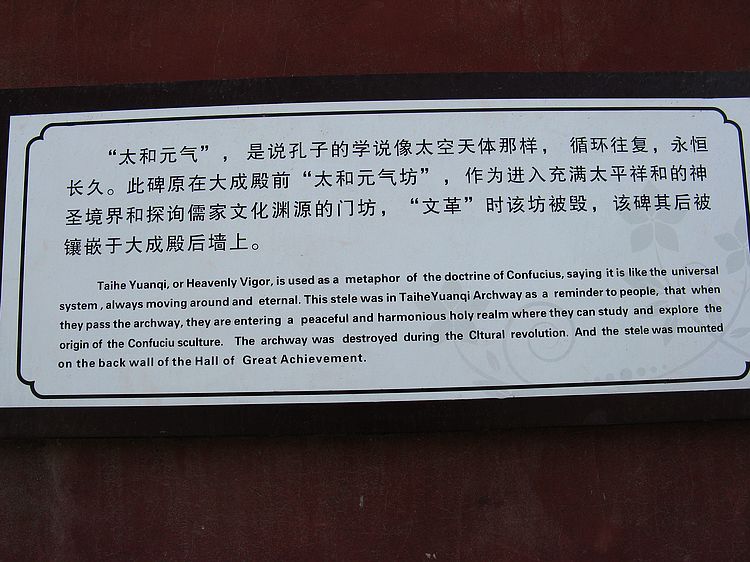 “太和元气”，是说孔子的学说像太空天体那样， 循环往复，永恒
长久。此碑原在大成殿前“太和元气坊”，作为进入充满太平祥和的神
圣境界和探询儒家文化渊源的门坊，“文革”时该坊被毁，该碑其后被
镶嵌于大成殿后墙上。
Taihe Yuanqi, or Heavenly Vigor, is used as a metaphor of the doctrine of Confucius, saying it is like the universal
system , always moving around and eternal. This stele was in TaiheYuanqi Archway as a reminder to people, that when
they pass the archway, they are entering a peaceful and harmonious holy realm where they can study and explore the
origin of the Confuciu sculture. The archway was destroyed during the Cltural revolution. And the stele was mounted
on the back wall of the Hall of Great Achievement.